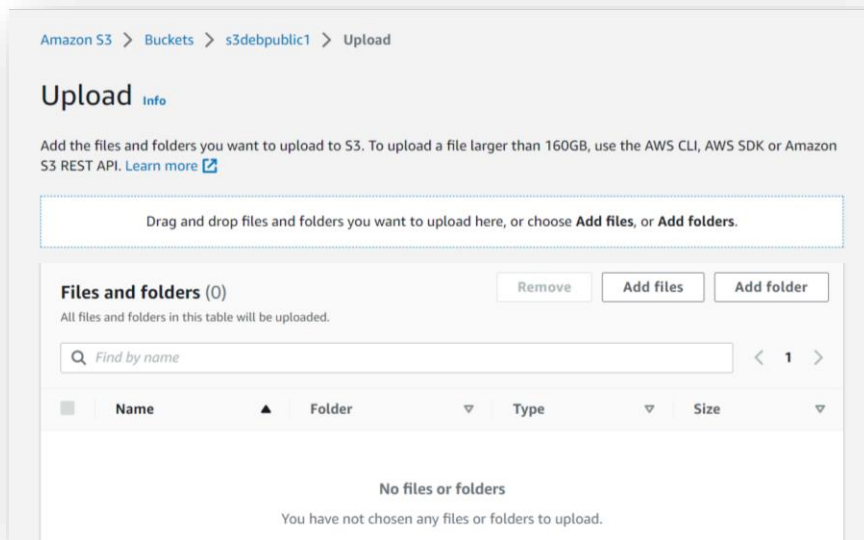 Amazon S3 > Buckets > s3debpublic1 > Upload
Upload Info
Add the files and folders you want to upload to S3. To upload a file larger than 160GB, use the AWS CLI, AWS SDK or Amazon
S3 REST API. Learn more
Drag and drop files and folders you want to upload here, or choose Add files, or Add folders.
Files and folders (0)
Remove
Add files
Add folder
All files and folders in this table will be uploaded.
Find by name
< 1 >
Name Folder Type Size
No files or folders
You have not chosen any files or folders to upload.